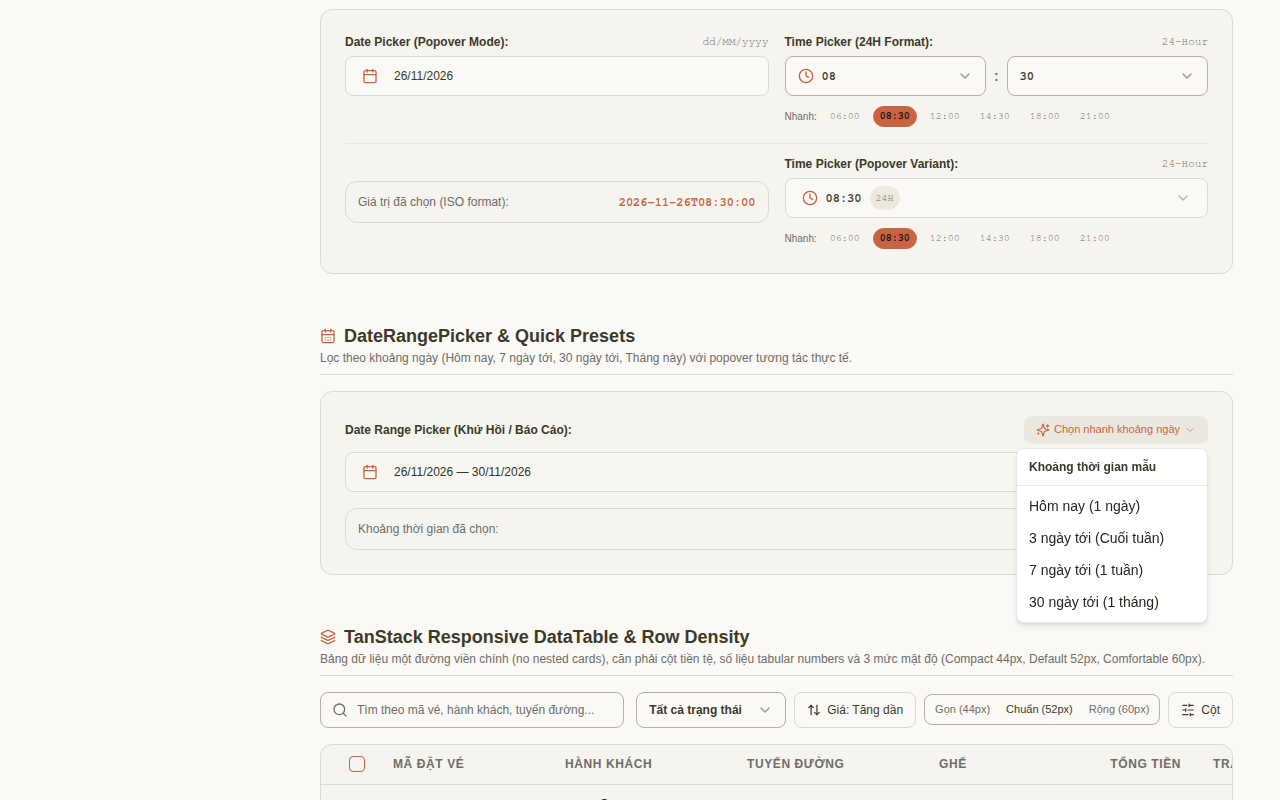 Date Picker (Popover Mode):
dd/MM/yyyy
26/11/2026
Time Picker (24H Format):
24-Hour
08
:
30
Nhanh:
06:00
08:30
12:00
14:30
18:00
21:00
Giá trị đã chọn (ISO format):
2026-11-26T08:30:00
Time Picker (Popover Variant):
24-Hour
08:30
24H
Nhanh:
06:00
08:30
12:00
14:30
18:00
21:00
DateRangePicker & Quick Presets
Lọc theo khoảng ngày (Hôm nay, 7 ngày tới, 30 ngày tới, Tháng này) với popover tương tác thực tế.
Date Range Picker (Khứ Hồi / Báo Cáo):
Chọn nhanh khoảng ngày
26/11/2026 — 30/11/2026
Khoảng thời gian đã chọn:
Khoảng thời gian mẫu
Hôm nay (1 ngày)
3 ngày tới (Cuối tuần)
7 ngày tới (1 tuần)
30 ngày tới (1 tháng)
TanStack Responsive DataTable & Row Density
Bảng dữ liệu một đường viền chính (no nested cards), căn phải cột tiền tệ, số liệu tabular numbers và 3 mức mật độ (Compact 44px, Default 52px, Comfortable 60px).
Tìm theo mã vé, hành khách, tuyến đường...
Tất cả trạng thái
Giá: Tăng dần
Gọn (44px)
Chuẩn (52px)
Rộng (60px)
Cột
MÃ ĐẶT VÉ
HÀNH KHÁCH
TUYẾN ĐƯỜNG
GHẾ
TỔNG TIỀN